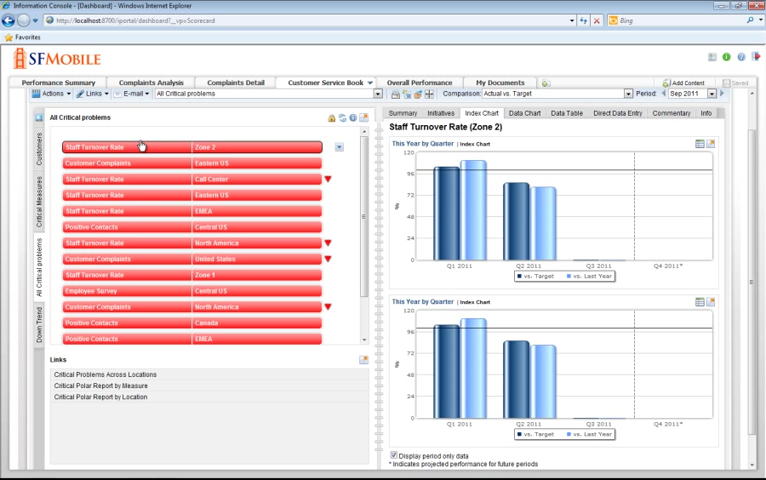 Information Console - [Dashboard] - Windows Internet Explorer
http://localhost:8700/iportal/dashboard?__vp=Scorecard
Bing
Favorites
SFMOBILE
Performance Summary
Complaints Analysis
Complaints Detail
Customer Service Book
Overall Performance
My Documents
Add Content
Saved
Actions
Links
E-mail
All Critical problems
Comparison: Actual vs. Target
Period: Sep 2011
Customers
Critical Measures
All Critical problems
Down Trend
All Critical problems
Staff Turnover Rate Zone 2
Customer Complaints Eastern US
Staff Turnover Rate Call Center
Staff Turnover Rate Eastern US
Staff Turnover Rate EMEA
Positive Contacts Central US
Staff Turnover Rate North America
Customer Complaints United States
Staff Turnover Rate Zone 1
Employee Survey Central US
Customer Complaints North America
Positive Contacts Canada
Positive Contacts EMEA
Links
Critical Problems Across Locations
Critical Polar Report by Measure
Critical Polar Report by Location
Summary
Initiatives
Index Chart
Data Chart
Data Table
Direct Data Entry
Commentary
Info
Staff Turnover Rate (Zone 2)
This Year by Quarter | Index Chart
120
96
72
48
24
0
%
Q1 2011
Q2 2011
Q3 2011
Q4 2011*
vs. Target
vs. Last Year
This Year by Quarter | Index Chart
120
96
72
48
24
0
%
Q1 2011
Q2 2011
Q3 2011
Q4 2011*
vs. Target
vs. Last Year
Display period only data
* Indicates projected performance for future periods